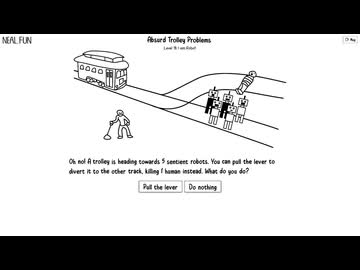 NEAL.FUN
Absurd Trolley Problems
Level 15: I am Robot
Oh no! A trolley is heading towards 5 sentient robots. You can pull the lever to
divert it to the other track, killing 1 human instead. What do you do?
Pull the lever
Do nothing